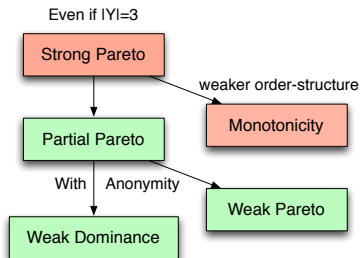 Even if |Y|=3
Strong Pareto
weaker order-structure
Monotonicity
Partial Pareto
With Anonymity
Weak Pareto
Weak Dominance